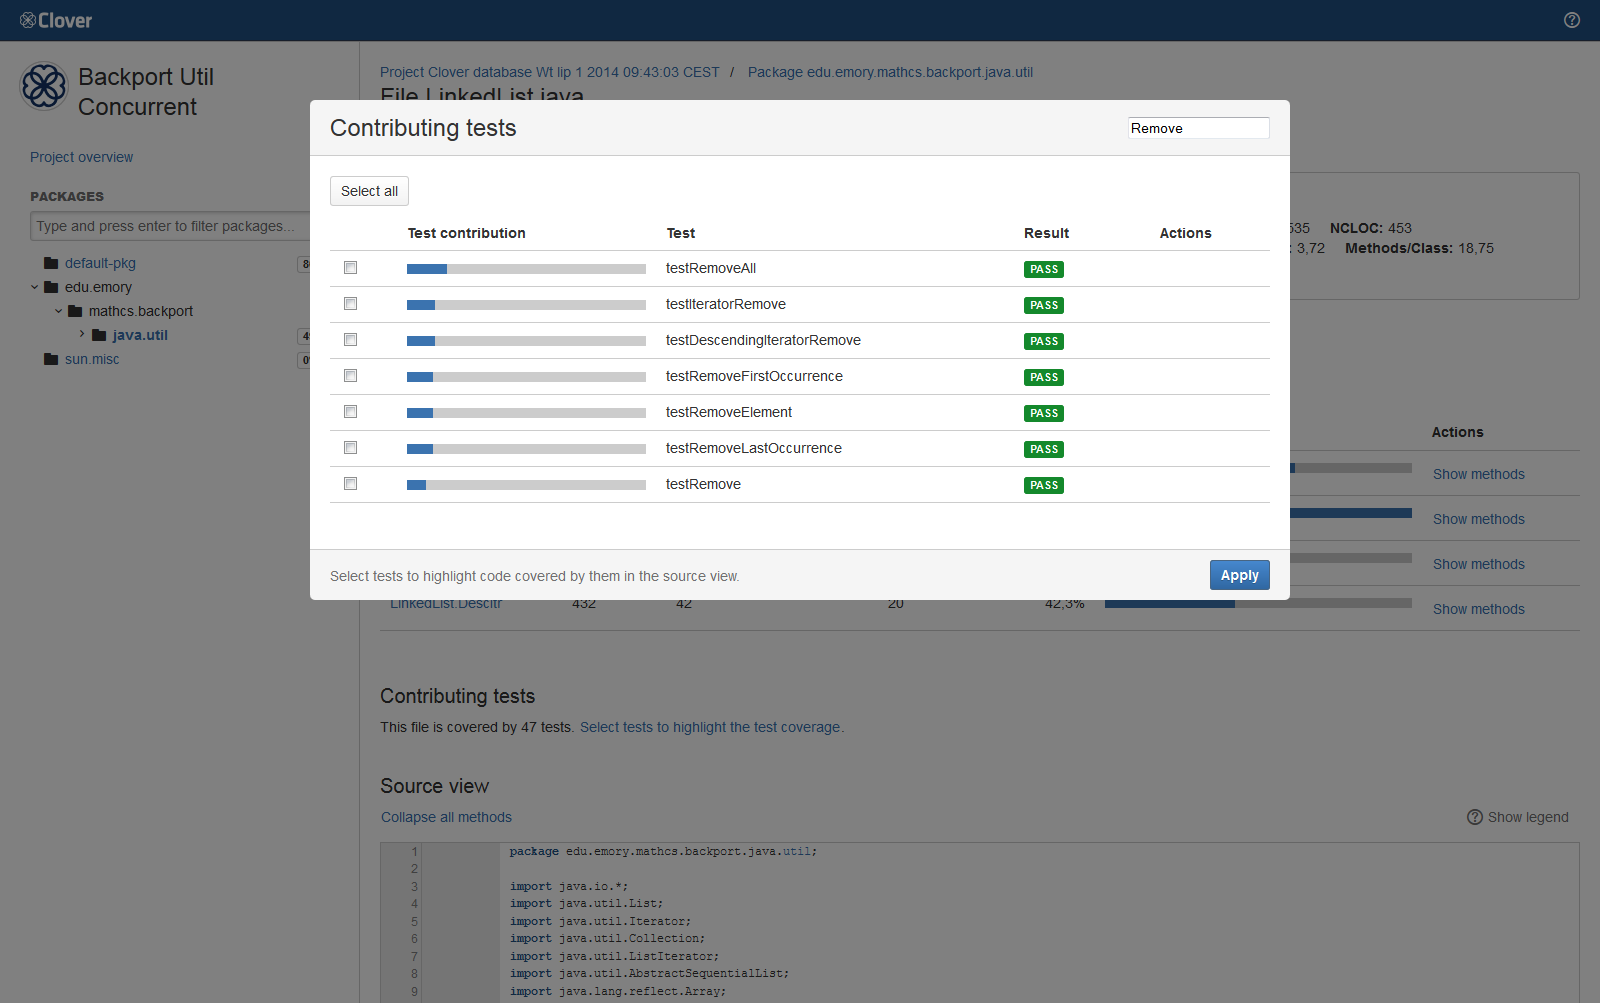 Clover
Backport Util
Concurrent
Project overview
PACKAGES
Type and press enter to filter packages...
default-pkg
edu.emory
mathcs.backport
java.util
sun.misc
Project Clover database Wt lip 1 2014 09:43:03 CEST / Package edu.emory.mathcs.backport.java.util
File LinkedList.java
535 NCLOC: 453
3,72 Methods/Class: 18,75
Contributing tests
Remove
Select all
Test contribution Test Result Actions
testRemoveAll PASS
testIteratorRemove PASS
testDescendingIteratorRemove PASS
testRemoveFirstOccurrence PASS
testRemoveElement PASS
testRemoveLastOccurrence PASS
testRemove PASS
Select tests to highlight code covered by them in the source view.
Apply
Actions
Show methods
Show methods
Show methods
LinkedList.DescItr 432 42 20 42,3% Show methods
Contributing tests
This file is covered by 47 tests. Select tests to highlight the test coverage.
Source view
Collapse all methods
Show legend
1 package edu.emory.mathcs.backport.java.util;
2
3 import java.io.*;
4 import java.util.List;
5 import java.util.Iterator;
6 import java.util.Collection;
7 import java.util.ListIterator;
8 import java.util.AbstractSequentialList;
9 import java.lang.reflect.Array;